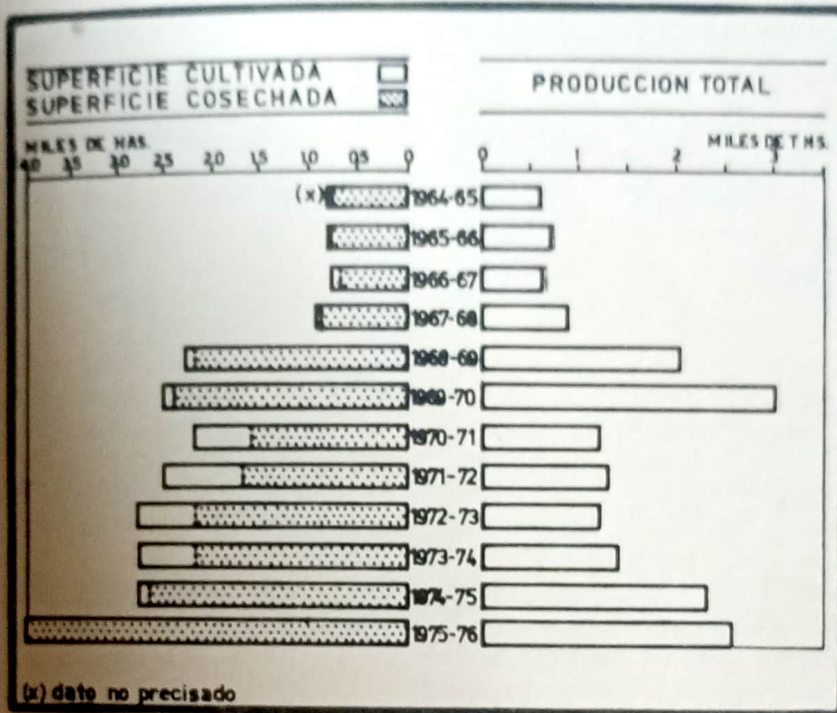 SUPERFICIE CULTIVADA
SUPERFICIE COSECHADA
PRODUCCION TOTAL
MILES DE HAS.
4,0 3,5 3,0 2,5 2,0 1,5 1,0 0,5 0
0 1 2 3
MILES DE T MS.
(x) 1964-65
1965-66
1966-67
1967-68
1968-69
1969-70
1970-71
1971-72
1972-73
1973-74
1974-75
1975-76
(x) dato no precisado